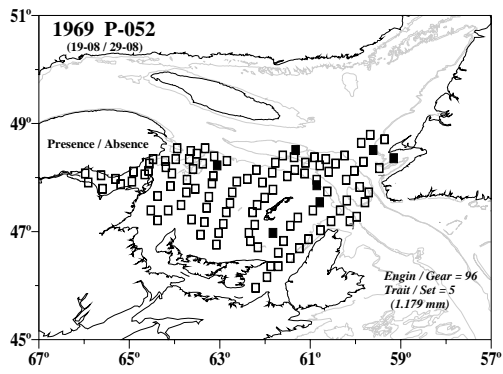 51°
1969 P-052
(19-08 / 29-08)
49°
Presence / Absence
47°
Engin / Gear = 96
Trait / Set = 5
(1.179 mm)
45°
67° 65° 63° 61° 59° 57°